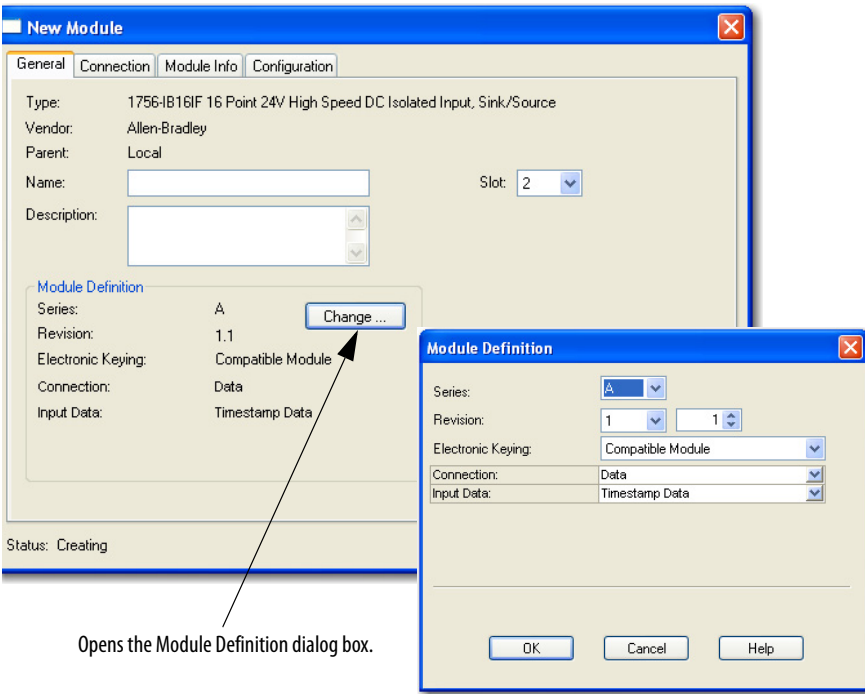 New Module
General Connection Module Info Configuration
Type: 1756-IB16IF 16 Point 24V High Speed DC Isolated Input, Sink/Source
Vendor: Allen-Bradley
Parent: Local
Name: Slot: 2
Description:
Module Definition
Series: A Change ...
Revision: 1.1
Electronic Keying: Compatible Module
Connection: Data
Input Data: Timestamp Data
Status: Creating
Module Definition
Series: A
Revision: 1 1
Electronic Keying: Compatible Module
Connection: Data
Input Data: Timestamp Data
OK Cancel Help
Opens the Module Definition dialog box.